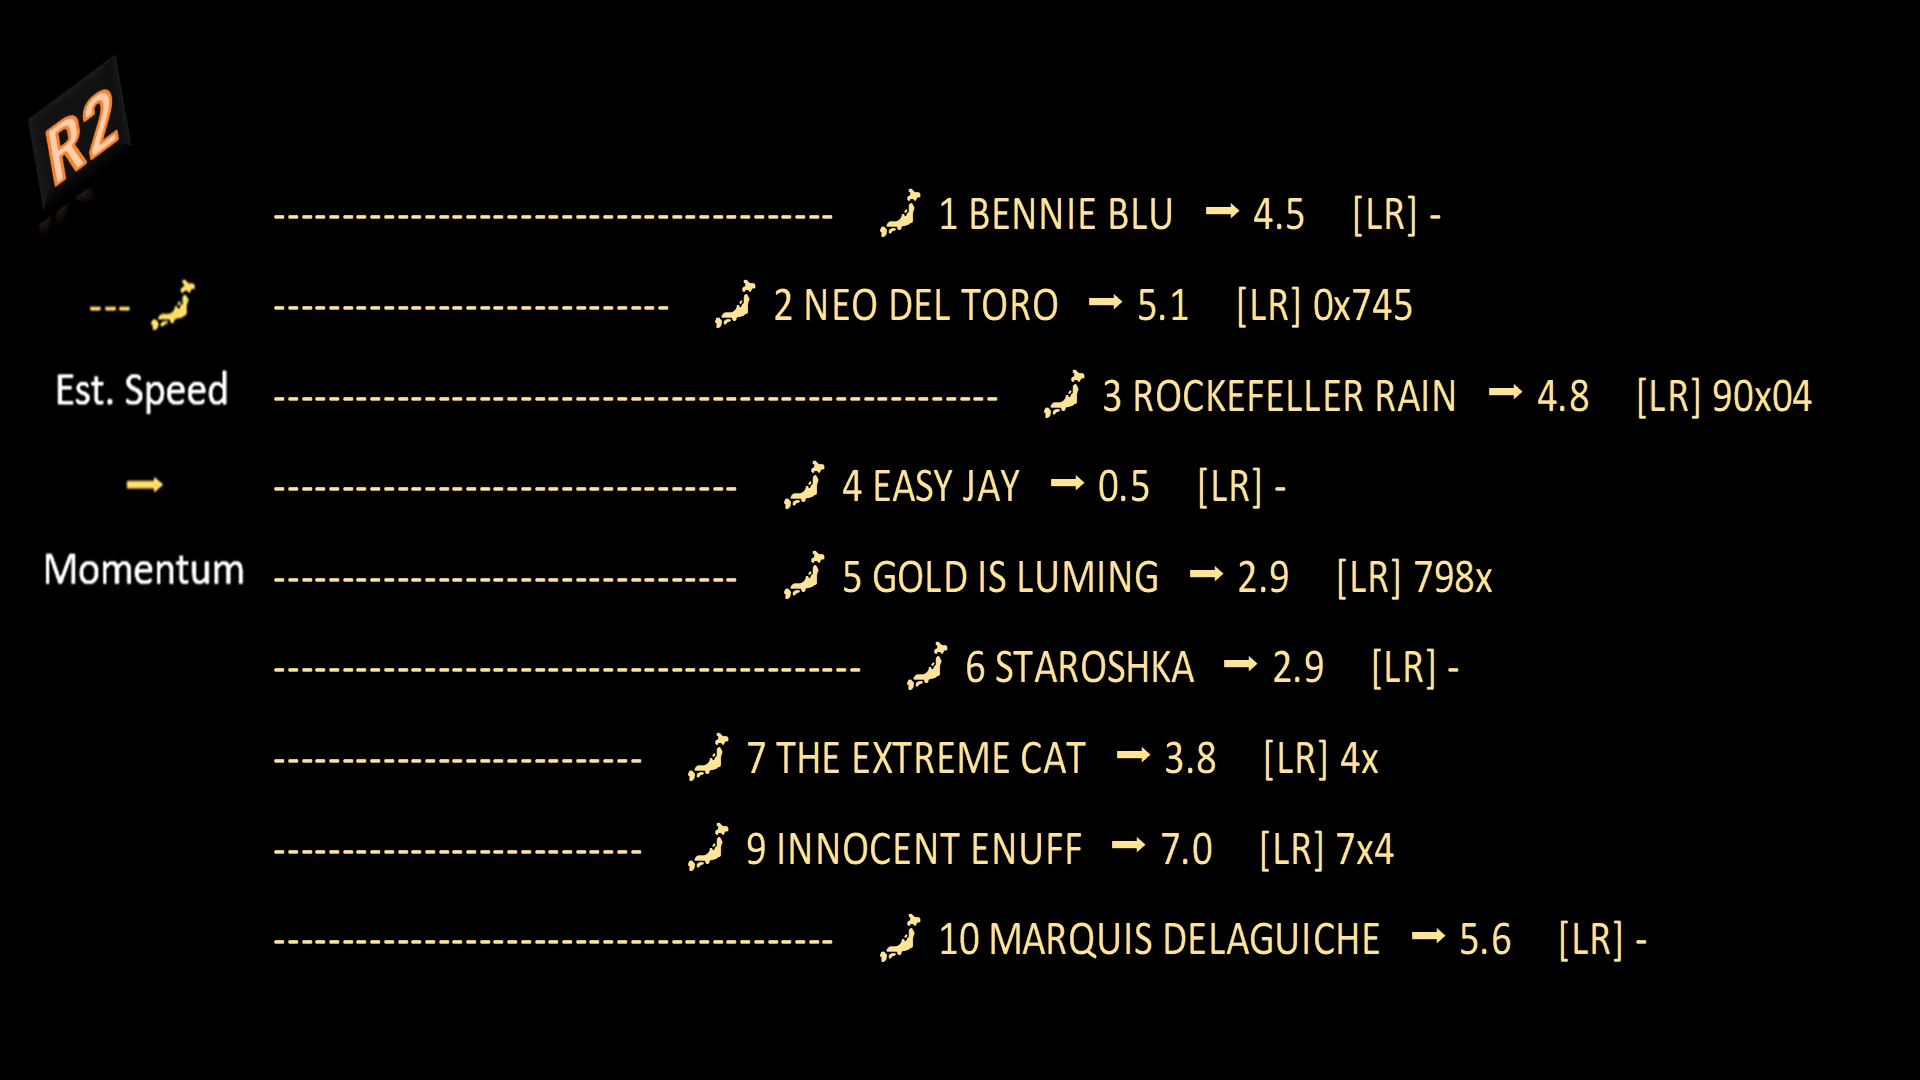 R2
----------------------------------------- 1 BENNIE BLU ➡ 4.5 [LR] -
--- ----------------------------- 2 NEO DEL TORO ➡ 5.1 [LR] 0x745
Est. Speed ----------------------------------------------------- 3 ROCKEFELLER RAIN ➡ 4.8 [LR] 90x04
➡ ---------------------------------- 4 EASY JAY ➡ 0.5 [LR] -
Momentum ---------------------------------- 5 GOLD IS LUMING ➡ 2.9 [LR] 798x
------------------------------------------- 6 STAROSHKA ➡ 2.9 [LR] -
--------------------------- 7 THE EXTREME CAT ➡ 3.8 [LR] 4x
--------------------------- 9 INNOCENT ENUFF ➡ 7.0 [LR] 7x4
----------------------------------------- 10 MARQUIS DELAGUICHE ➡ 5.6 [LR] -